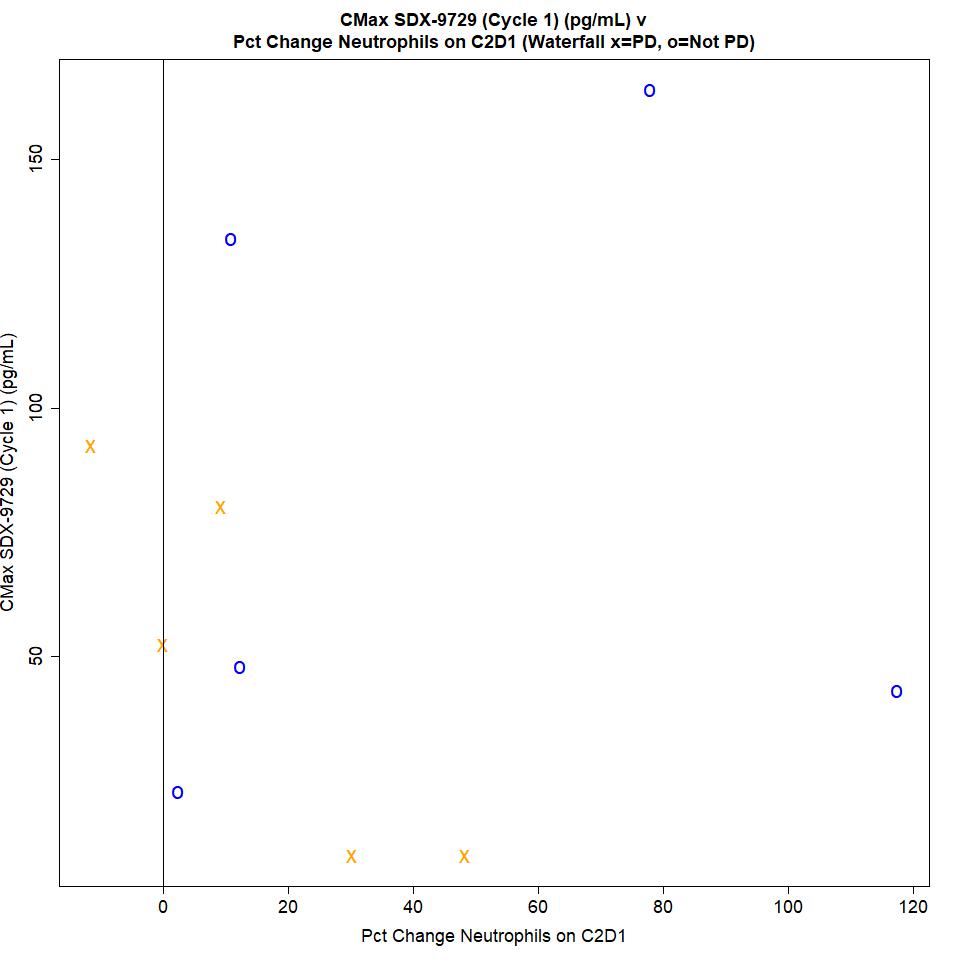 CMax SDX-9729 (Cycle 1) (pg/mL) v
Pct Change Neutrophils on C2D1 (Waterfall x=PD, o=Not PD)
CMax SDX-9729 (Cycle 1) (pg/mL)
150
100
50
O
O
X
X
X
O
O
O
X
X
0
20
40
60
80
100
120
Pct Change Neutrophils on C2D1